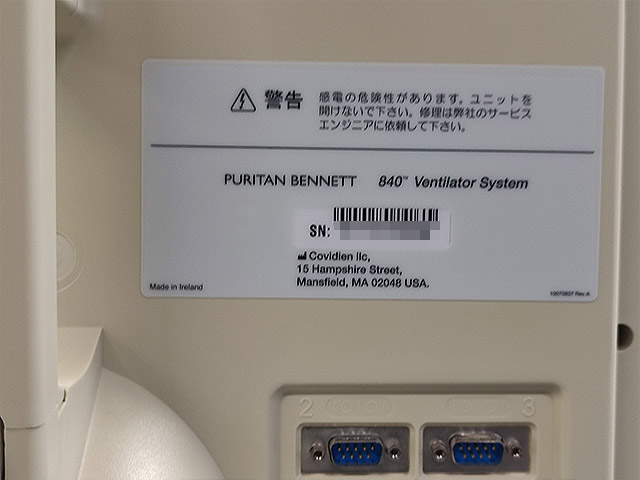 警告
感電の危険性があります。ユニットを
開けないで下さい。修理は弊社のサービス
エンジニアに依頼して下さい。
PURITAN BENNETT 840™ Ventilator System
SN:
Covidien llc,
15 Hampshire Street,
Mansfield, MA 02048 USA.
Made in Ireland
10070837 Rev A
2
3